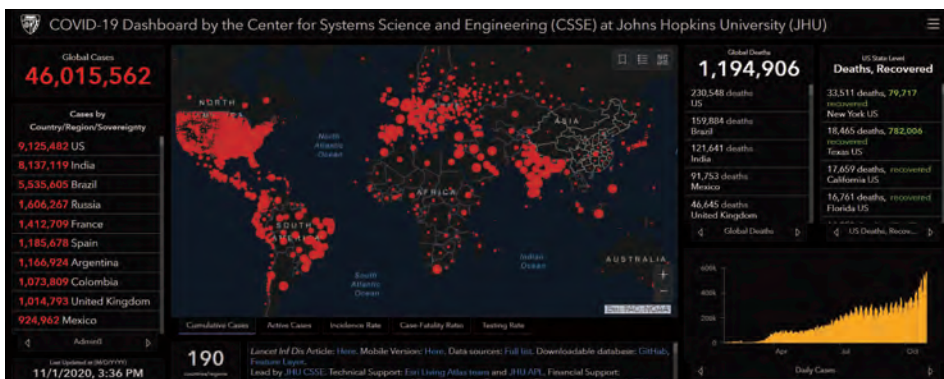 COVID-19 Dashboard by the Center for Systems Science and Engineering (CSSE) at Johns Hopkins University (JHU)
Global Cases
46,015,562
Cases by
Country/Region/Sovereignty
9,125,482 US
8,137,119 India
5,535,605 Brazil
1,606,267 Russia
1,412,709 France
1,185,678 Spain
1,166,924 Argentina
1,073,809 Colombia
1,014,793 United Kingdom
924,962 Mexico
Admin0
Last Updated at (M/D/YYYY)
11/1/2020, 3:36 PM
NORTH
AMERICA
North
Atlantic
Ocean
EUROPE
ASIA
AFRICA
SOUTH
AMERICA
South
Atlantic
Ocean
Indian
Ocean
AUSTRALIA
+
−
Esri, FAO, NOAA
Cumulative Cases
Active Cases
Incidence Rate
Case-Fatality Ratio
Testing Rate
190
countries/regions
Lancet Inf Dis Article: Here. Mobile Version: Here. Data sources: Full list. Downloadable database: GitHub,
Feature Layer.
Lead by JHU CSSE. Technical Support: Esri Living Atlas team and JHU APL. Financial Support:
Global Deaths
1,194,906
230,548 deaths
US
159,884 deaths
Brazil
121,641 deaths
India
91,753 deaths
Mexico
46,645 deaths
United Kingdom
Global Deaths
US State Level
Deaths, Recovered
33,511 deaths, 79,717
recovered
New York US
18,465 deaths, 782,006
recovered
Texas US
17,659 deaths, recovered
California US
16,761 deaths, recovered
Florida US
US Deaths, Recov...
600k
400k
200k
0
Apr
Jul
Oct
Daily Cases